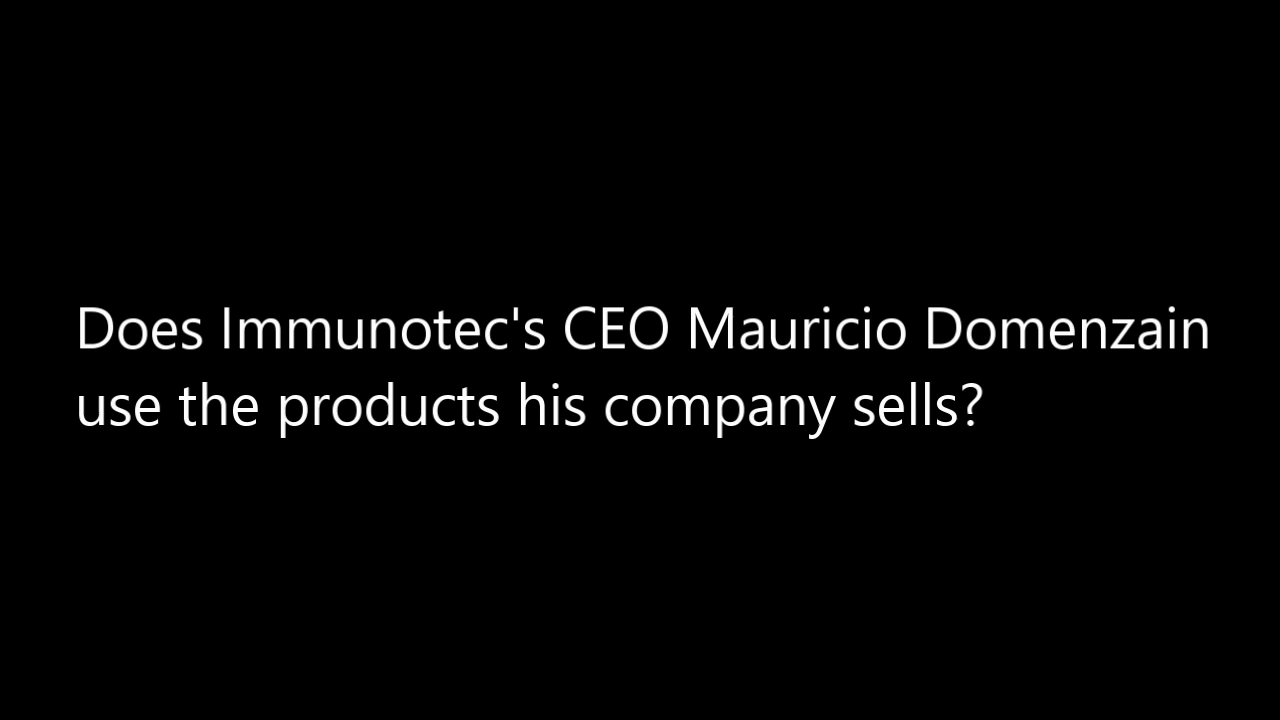 Does Immunotec's CEO Mauricio Domenzain
use the products his company sells?